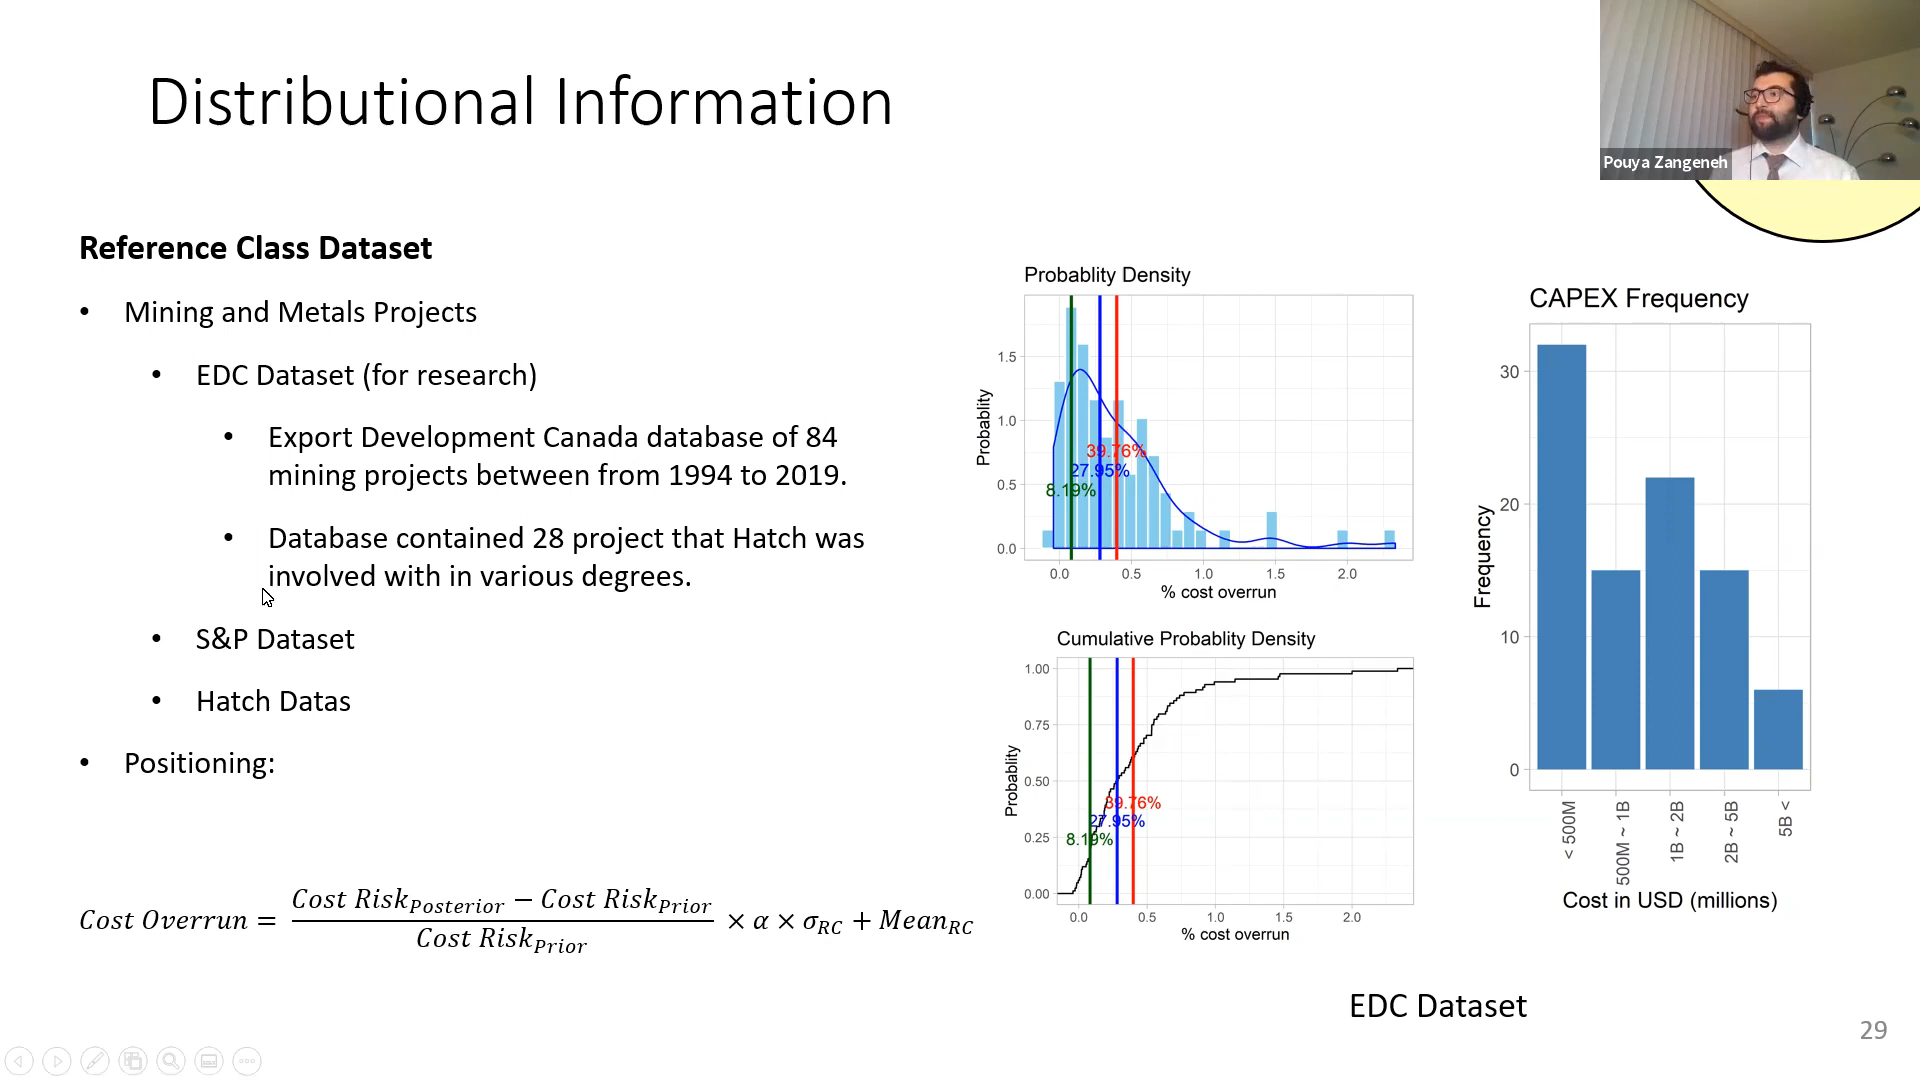 Distributional Information
Pouya Zangeneh
Reference Class Dataset
• Mining and Metals Projects
• EDC Dataset (for research)
• Export Development Canada database of 84
mining projects between from 1994 to 2019.
• Database contained 28 project that Hatch was
involved with in various degrees.
• S&P Dataset
• Hatch Datas
• Positioning:
Cost Overrun = (Cost Risk_Posterior − Cost Risk_Prior) / Cost Risk_Prior × α × σ_RC + Mean_RC
Probablity Density
Probablity
1.5
1.0
0.5
0.0
39.76%
27.95%
8.19%
0.0 0.5 1.0 1.5 2.0
% cost overrun
Cumulative Probablity Density
Probablity
1.00
0.75
0.50
0.25
0.00
39.76%
27.95%
8.19%
0.0 0.5 1.0 1.5 2.0
% cost overrun
CAPEX Frequency
Frequency
30
20
10
0
< 500M
500M ~ 1B
1B ~ 2B
2B ~ 5B
5B <
Cost in USD (millions)
EDC Dataset
29